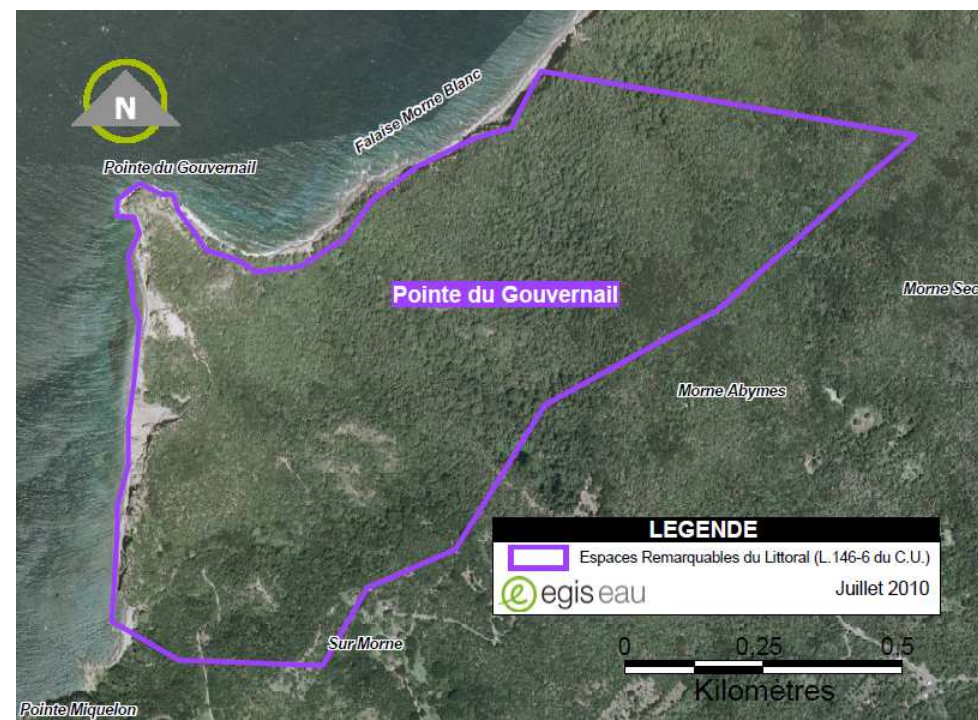 Falaise Morne Blanc
N
Pointe du Gouvernail
Pointe du Gouvernail
Morne Sec
Morne Abymes
LEGENDE
Espaces Remarquables du Littoral (L.146-6 du C.U.)
egis eau
Juillet 2010
Sur Morne
0 0,25 0,5
Kilomètres
Pointe Miquelon